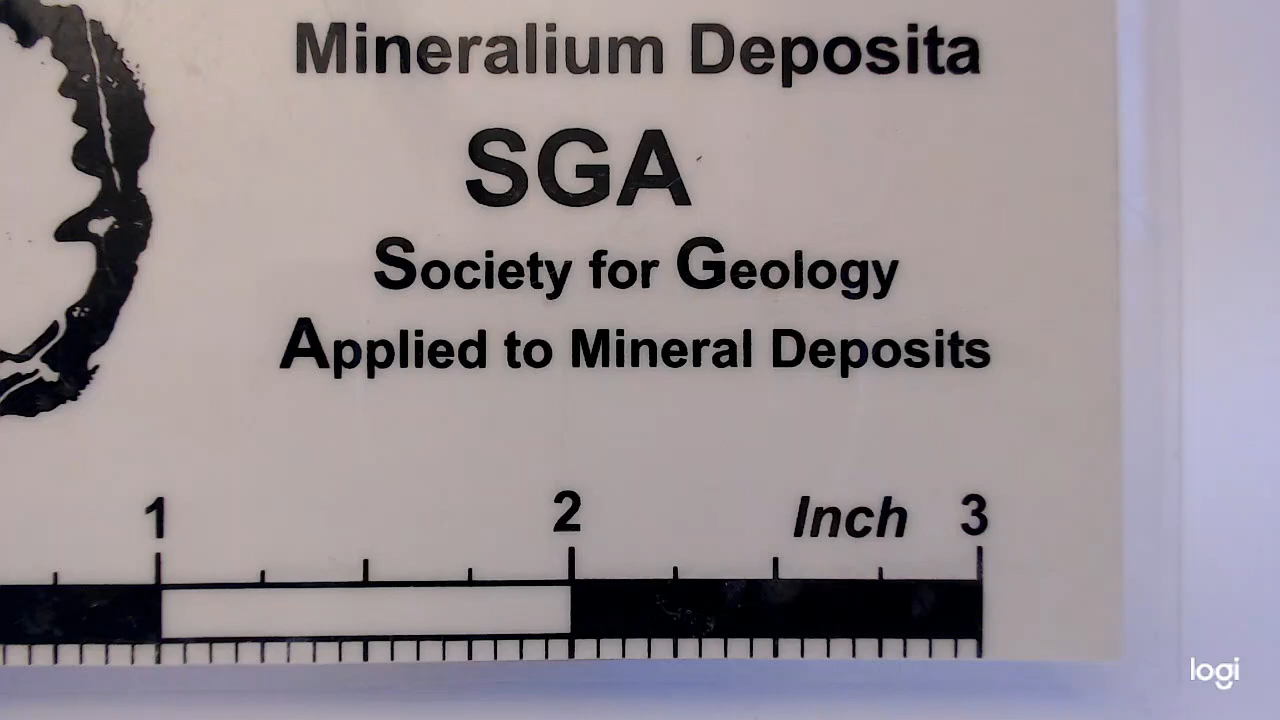 Mineralium Deposita
SGA
Society for Geology
Applied to Mineral Deposits
1 2 Inch 3
logi